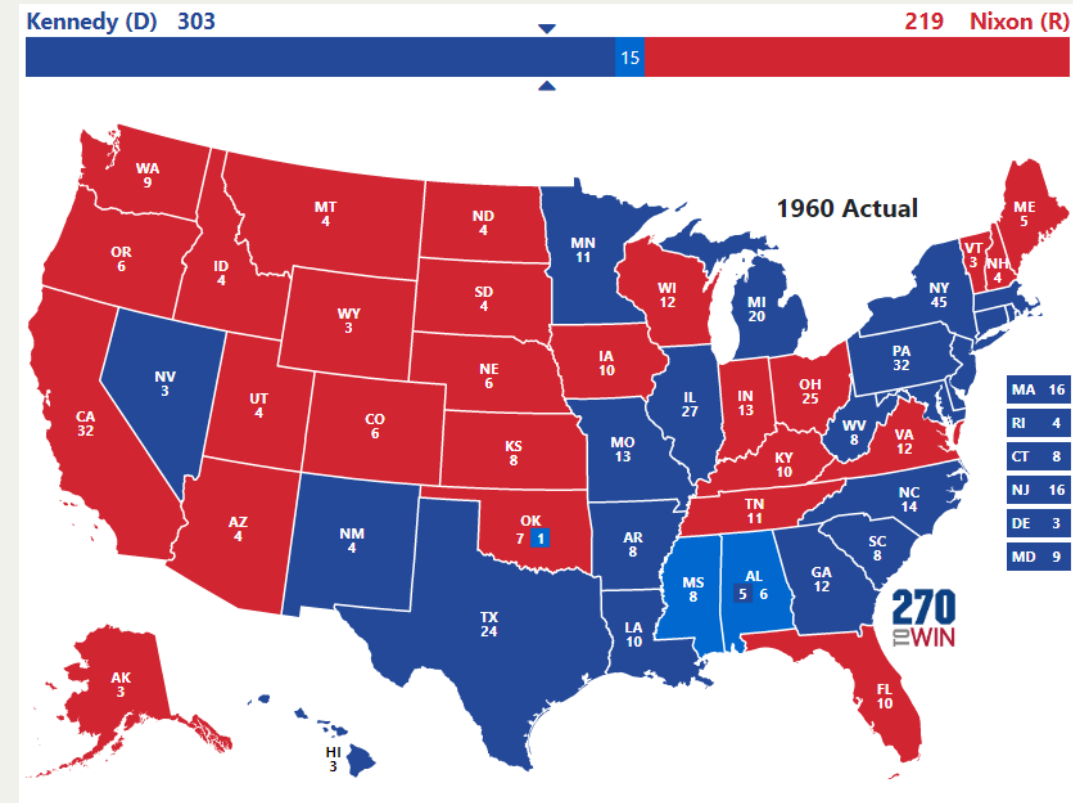 Kennedy (D) 303
219 Nixon (R)
15
1960 Actual
WA
9
OR
6
CA
32
ID
4
NV
3
MT
4
WY
3
UT
4
AZ
4
CO
6
NM
4
ND
4
SD
4
NE
6
KS
8
OK
7 1
TX
24
MN
11
IA
10
MO
13
AR
8
LA
10
WI
12
IL
27
MI
20
IN
13
OH
25
KY
10
TN
11
MS
8
AL
5 6
GA
12
FL
10
SC
8
NC
14
VA
12
WV
8
PA
32
NY
45
VT
3
NH
4
ME
5
MA 16
RI 4
CT 8
NJ 16
DE 3
MD 9
AK
3
HI
3
270
TO WIN